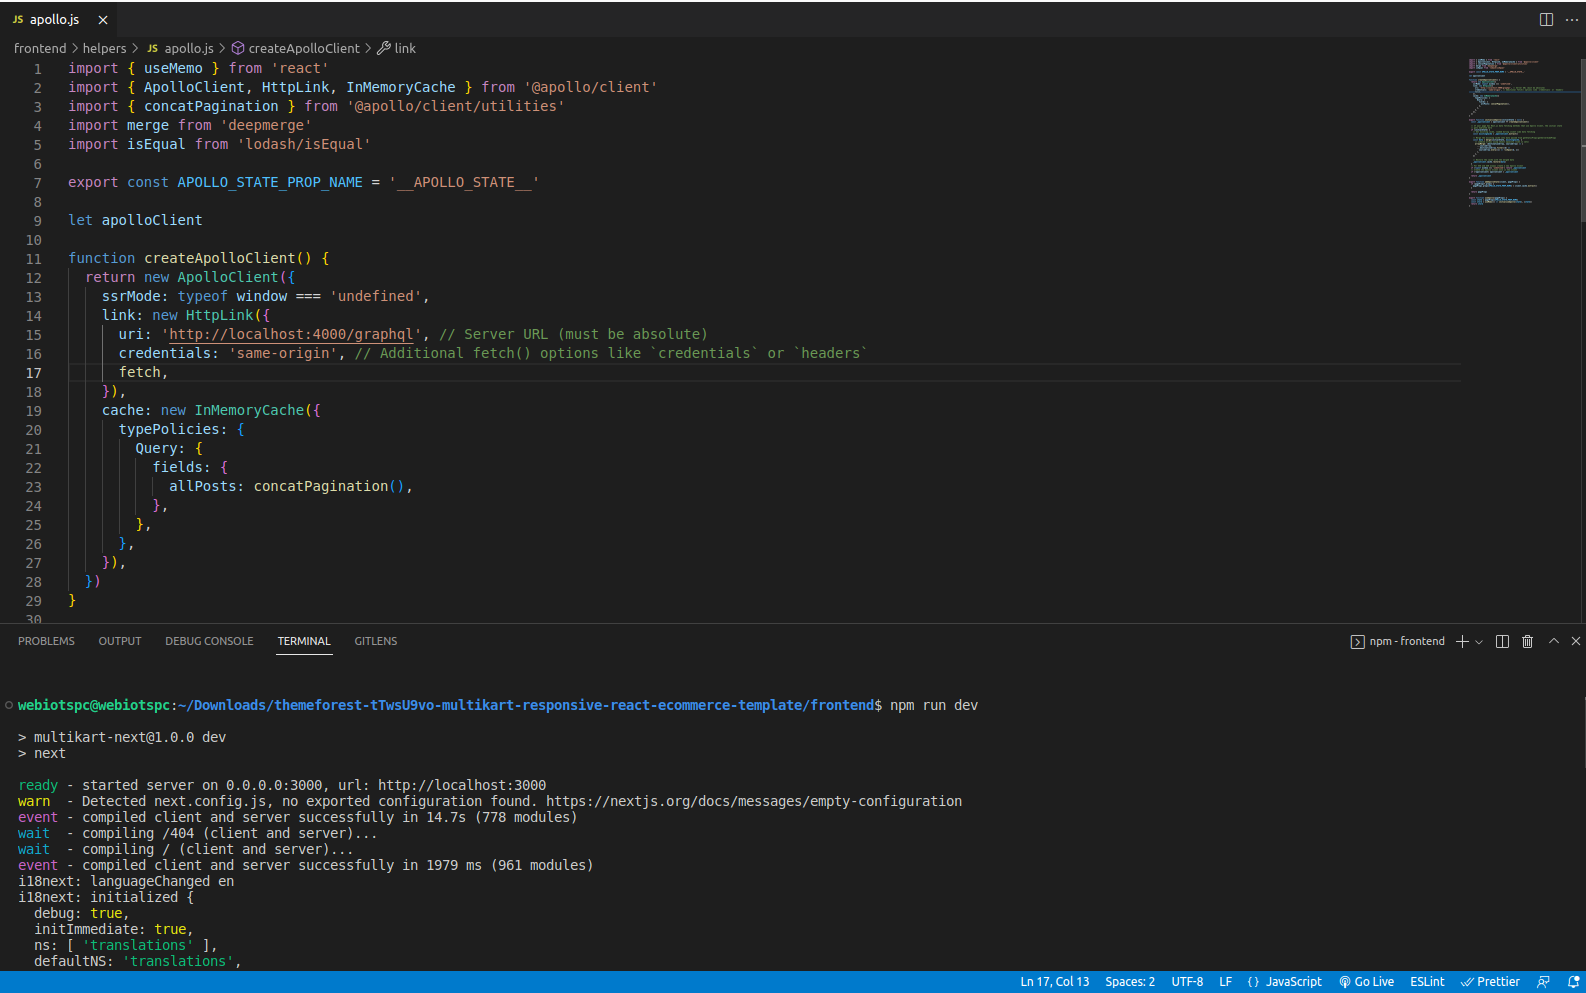 JS apollo.js
frontend > helpers > JS apollo.js > createApolloClient > link
1 import { useMemo } from 'react'
2 import { ApolloClient, HttpLink, InMemoryCache } from '@apollo/client'
3 import { concatPagination } from '@apollo/client/utilities'
4 import merge from 'deepmerge'
5 import isEqual from 'lodash/isEqual'
6
7 export const APOLLO_STATE_PROP_NAME = '__APOLLO_STATE__'
8
9 let apolloClient
10
11 function createApolloClient() {
12 return new ApolloClient({
13 ssrMode: typeof window === 'undefined',
14 link: new HttpLink({
15 uri: 'http://localhost:4000/graphql', // Server URL (must be absolute)
16 credentials: 'same-origin', // Additional fetch() options like `credentials` or `headers`
17 fetch,
18 }),
19 cache: new InMemoryCache({
20 typePolicies: {
21 Query: {
22 fields: {
23 allPosts: concatPagination(),
24 },
25 },
26 },
27 }),
28 })
29 }
30
PROBLEMS OUTPUT DEBUG CONSOLE TERMINAL GITLENS npm - frontend
webiotspc@webiotspc:~/Downloads/themeforest-tTwsU9vo-multikart-responsive-react-ecommerce-template/frontend$ npm run dev
> multikart-next@1.0.0 dev
> next
ready - started server on 0.0.0.0:3000, url: http://localhost:3000
warn - Detected next.config.js, no exported configuration found. https://nextjs.org/docs/messages/empty-configuration
event - compiled client and server successfully in 14.7s (778 modules)
wait - compiling /404 (client and server)...
wait - compiling / (client and server)...
event - compiled client and server successfully in 1979 ms (961 modules)
i18next: languageChanged en
i18next: initialized {
debug: true,
initImmediate: true,
ns: [ 'translations' ],
defaultNS: 'translations',
Ln 17, Col 13 Spaces: 2 UTF-8 LF {} JavaScript Go Live ESLint Prettier